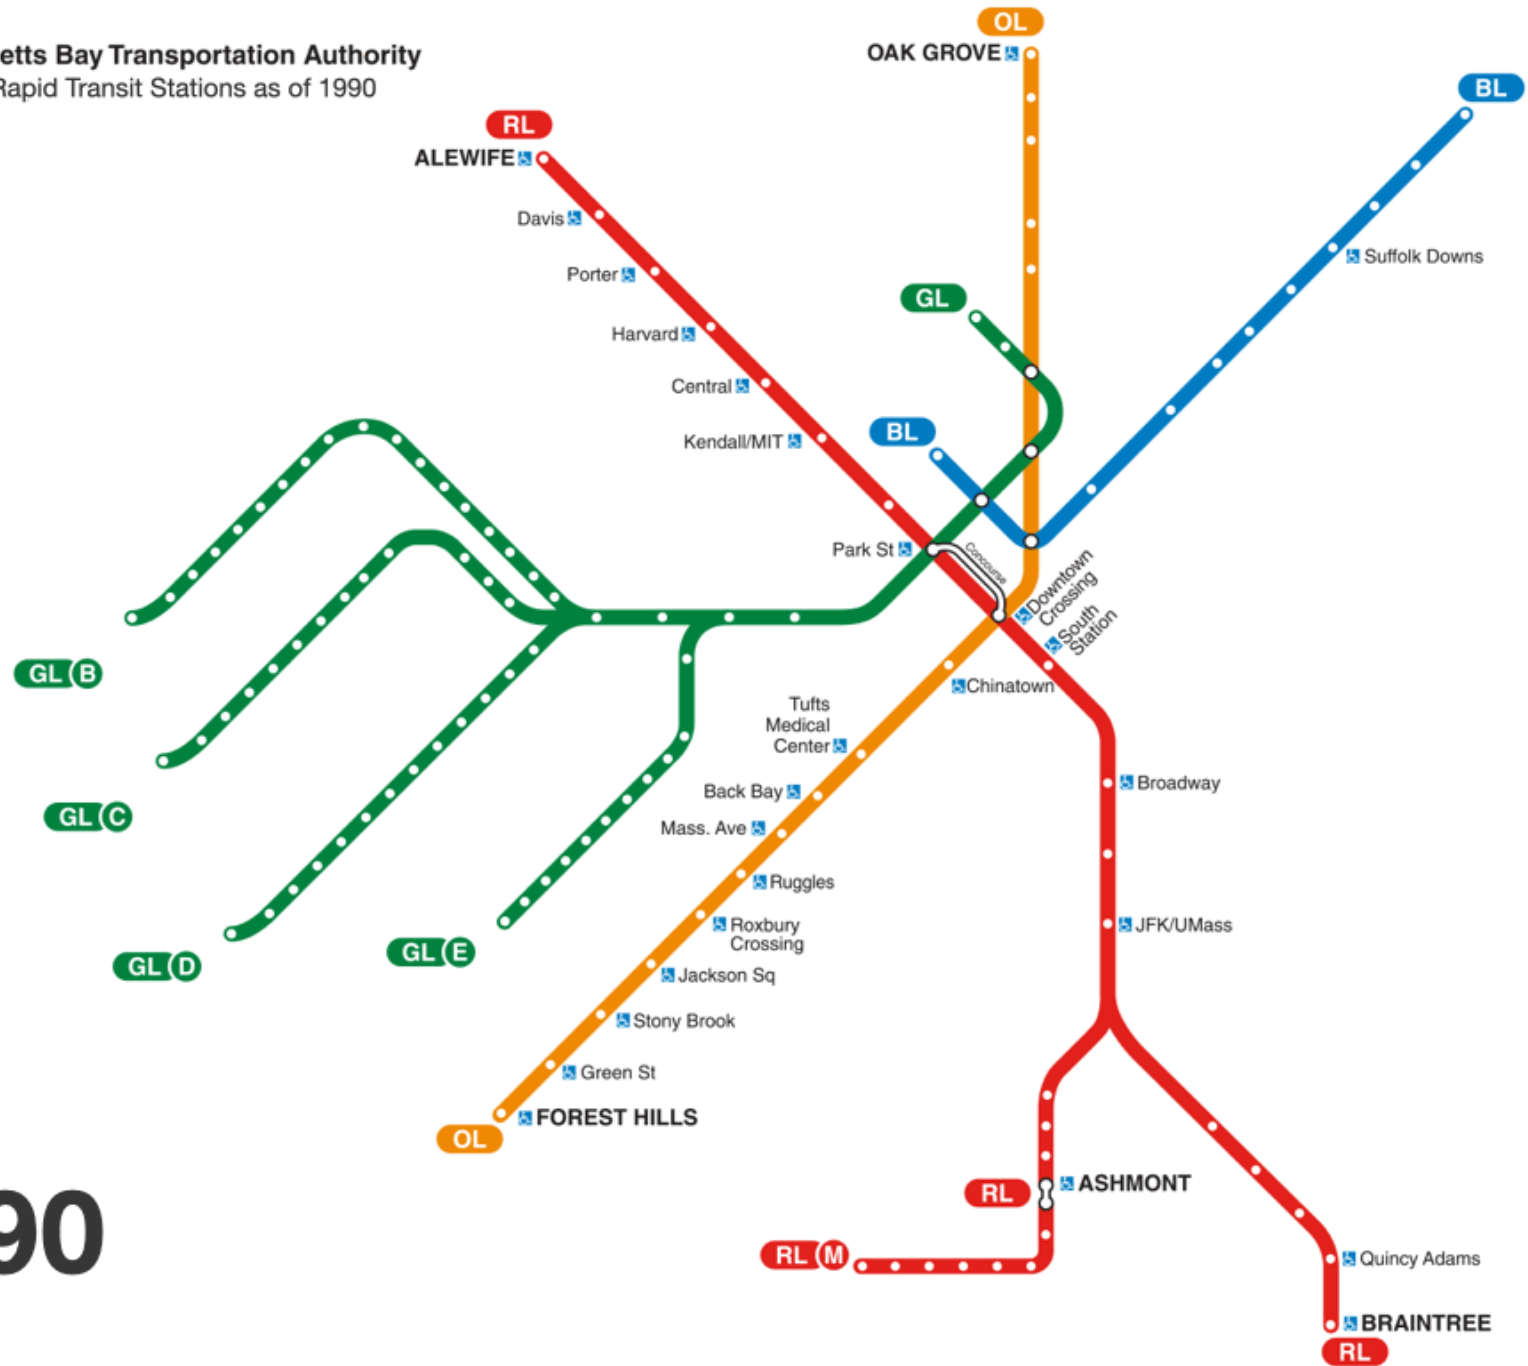 etts Bay Transportation Authority
Rapid Transit Stations as of 1990
OL
OAK GROVE
BL
RL
ALEWIFE
Davis
Porter
Suffolk Downs
GL
Harvard
Central
BL
Kendall/MIT
Park St
Concourse
Downtown
Crossing
South
Station
GL B
Chinatown
Tufts
Medical
Center
Broadway
Back Bay
GL C
Mass. Ave
Ruggles
Roxbury
Crossing
JFK/UMass
GL D
GL E
Jackson Sq
Stony Brook
Green St
FOREST HILLS
OL
ASHMONT
RL
90
RL M
Quincy Adams
BRAINTREE
RL